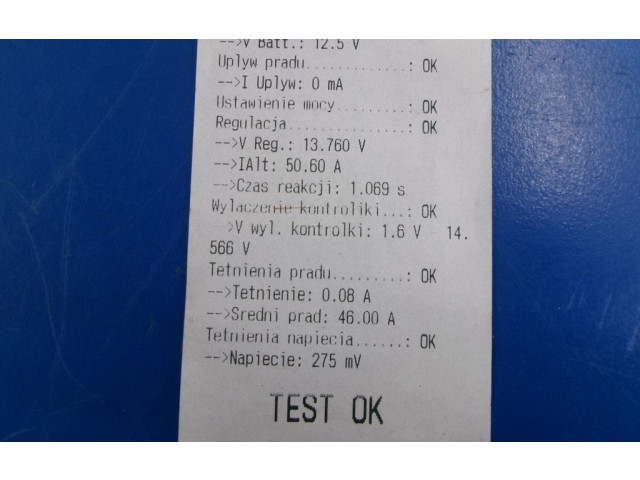 -->V Batt.: 12.5 V
Uplyw pradu............: OK
-->I Uplyw: 0 mA
Ustawienie mocy........: OK
Regulacja..............: OK
-->V Reg.: 13.760 V
-->IAlt: 50.60 A
-->Czas reakcji: 1.069 s
Wylaczenie kontroliki...: OK
-->V wyl. kontrolki: 1.6 V - 14.
566 V
Tetnienia pradu.........: OK
-->Tetnienie: 0.08 A
-->Sredni prad: 46.00 A
Tetnienia napiecia......: OK
-->Napiecie: 275 mV
TEST OK